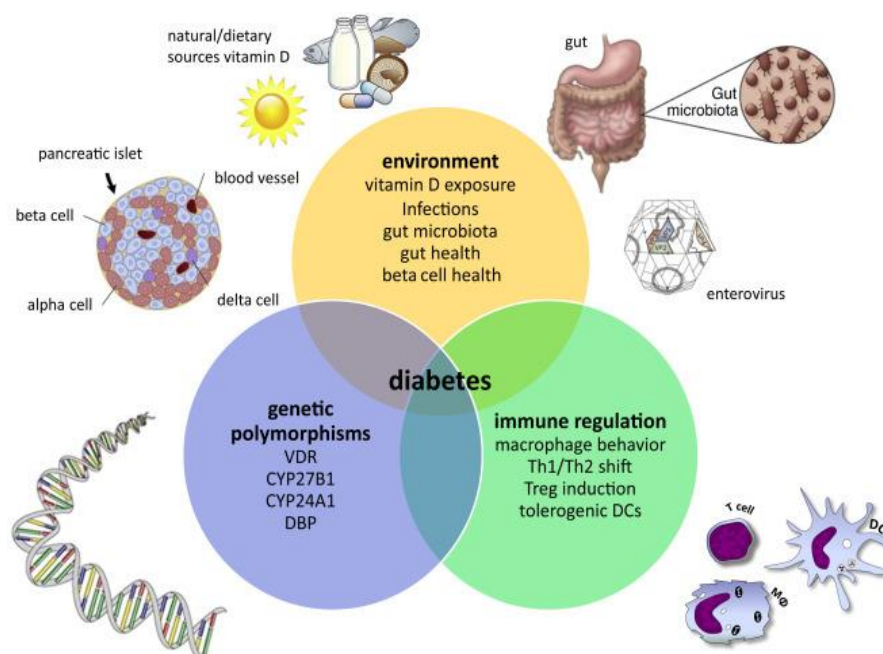 natural/dietary
sources vitamin D
gut
Gut
microbiota
pancreatic islet
blood vessel
beta cell
alpha cell
delta cell
environment
vitamin D exposure
Infections
gut microbiota
gut health
beta cell health
enterovirus
diabetes
genetic
polymorphisms
VDR
CYP27B1
CYP24A1
DBP
immune regulation
macrophage behavior
Th1/Th2 shift
Treg induction
tolerogenic DCs
T cell
DC
MΦ